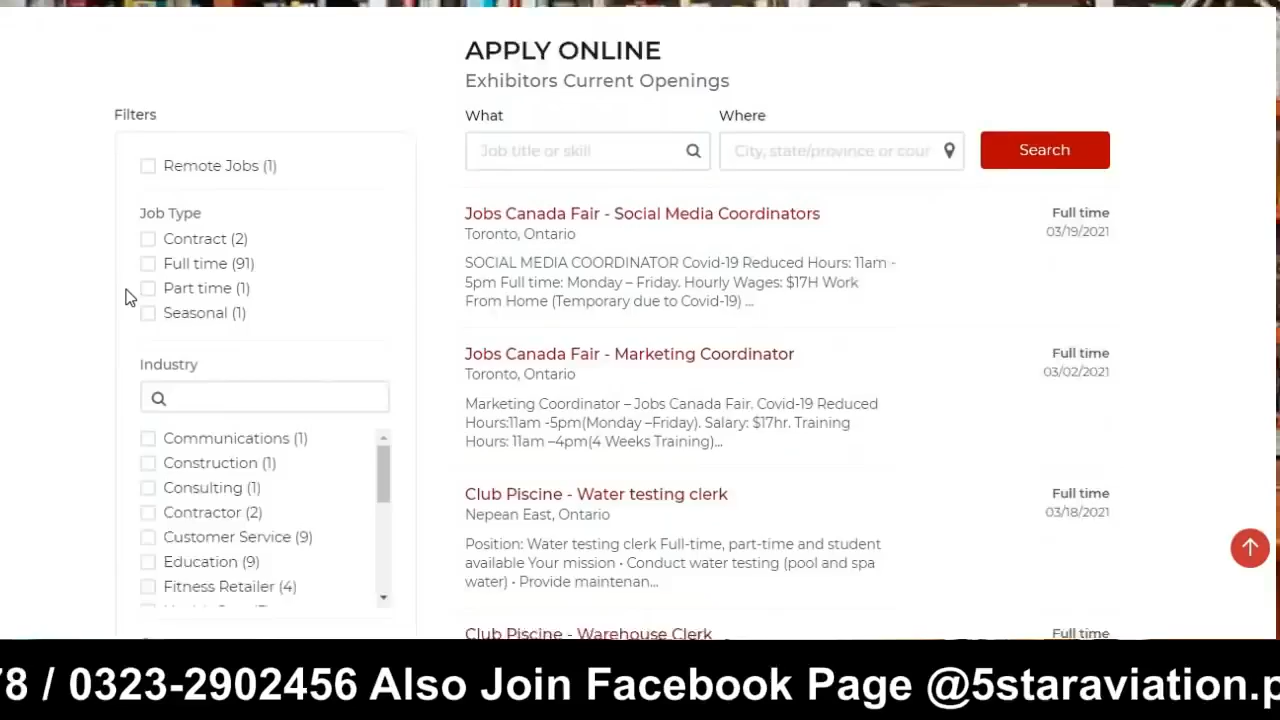 APPLY ONLINE
Exhibitors Current Openings
Filters
What
Where
Job title or skill
City, state/province or cour
Search
Remote Jobs (1)
Job Type
Contract (2)
Full time (91)
Part time (1)
Seasonal (1)
Industry
Communications (1)
Construction (1)
Consulting (1)
Contractor (2)
Customer Service (9)
Education (9)
Fitness Retailer (4)
Jobs Canada Fair - Social Media Coordinators
Full time
Toronto, Ontario
03/19/2021
SOCIAL MEDIA COORDINATOR Covid-19 Reduced Hours: 11am -
5pm Full time: Monday – Friday. Hourly Wages: $17H Work
From Home (Temporary due to Covid-19) ...
Jobs Canada Fair - Marketing Coordinator
Full time
Toronto, Ontario
03/02/2021
Marketing Coordinator – Jobs Canada Fair. Covid-19 Reduced
Hours:11am -5pm(Monday –Friday). Salary: $17hr. Training
Hours: 11am –4pm(4 Weeks Training)...
Club Piscine - Water testing clerk
Full time
Nepean East, Ontario
03/18/2021
Position: Water testing clerk Full-time, part-time and student
available Your mission • Conduct water testing (pool and spa
water) • Provide maintenan...
Club Piscine - Warehouse Clerk
Full time
78 / 0323-2902456 Also Join Facebook Page @5staraviation.p